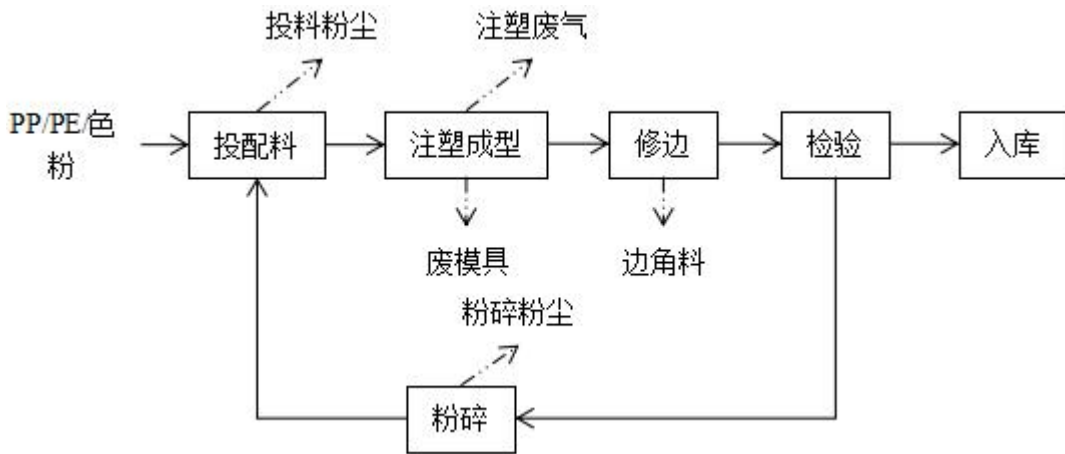 投料粉尘
注塑废气
PP/PE/色
粉
投配料
注塑成型
修边
检验
入库
废模具
边角料
粉碎粉尘
粉碎